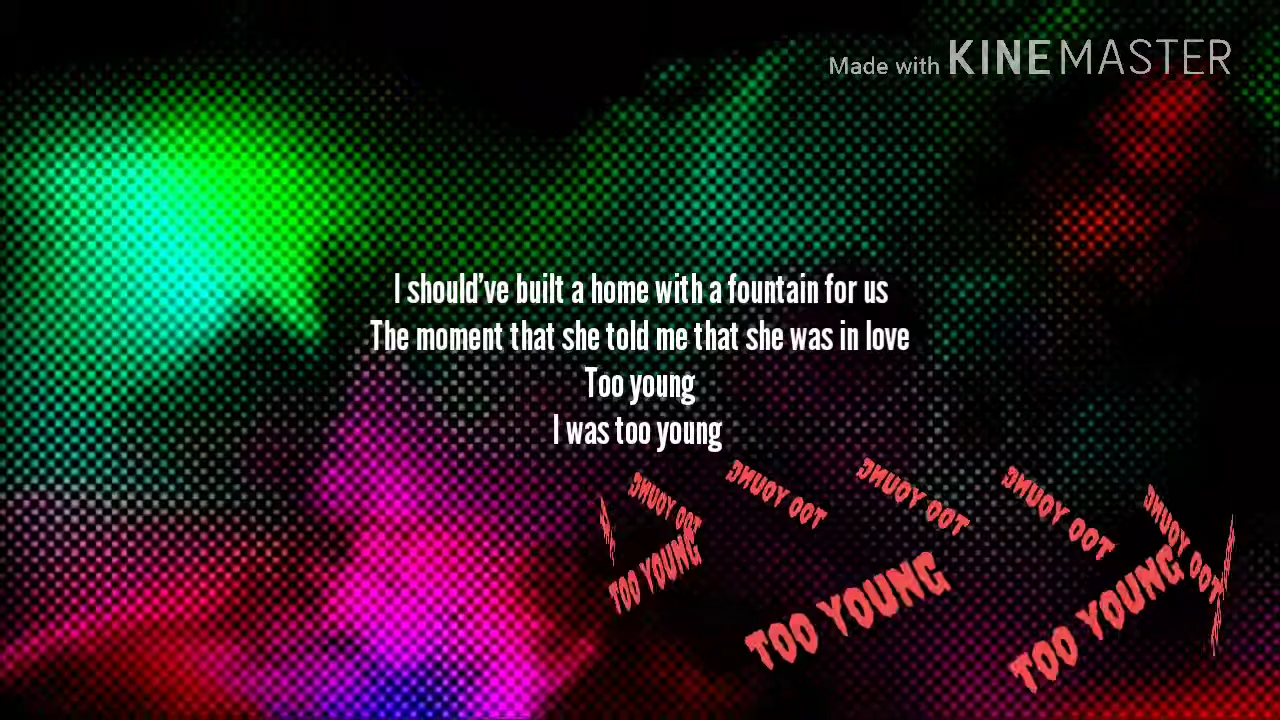 Made with KINEMASTER
I should've built a home with a fountain for us
The moment that she told me that she was in love
Too young
I was too young
TOO YOUNG
TOO YOUNG
TOO YOUNG
TOO YOUNG
TOO YOUNG
TOO YOUNG
TOO YOUNG
TOO YOUNG